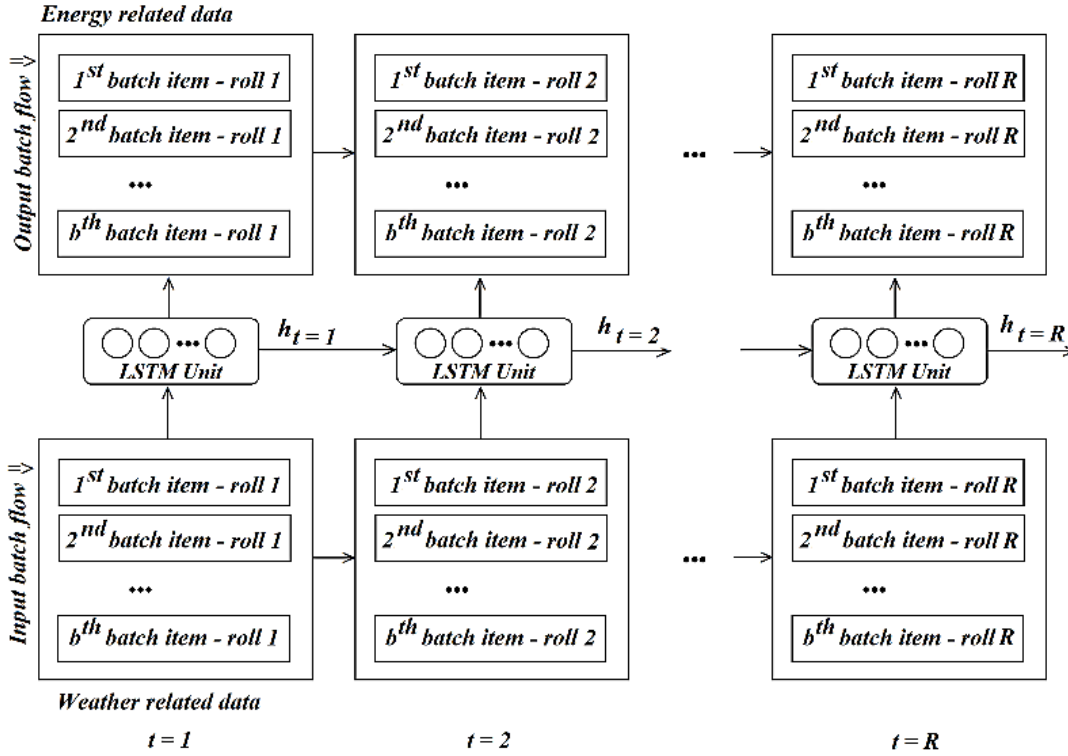 Energy related data
Output batch flow ⇒
1st batch item - roll 1
2nd batch item - roll 1
...
bth batch item - roll 1
1st batch item - roll 2
2nd batch item - roll 2
...
bth batch item - roll 2
...
1st batch item - roll R
2nd batch item - roll R
...
bth batch item - roll R
...
LSTM Unit
h t = 1
...
LSTM Unit
h t = 2
...
LSTM Unit
h t = R
Input batch flow ⇒
1st batch item - roll 1
2nd batch item - roll 1
...
bth batch item - roll 1
1st batch item - roll 2
2nd batch item - roll 2
...
bth batch item - roll 2
...
1st batch item - roll R
2nd batch item - roll R
...
bth batch item - roll R
Weather related data
t = 1
t = 2
t = R